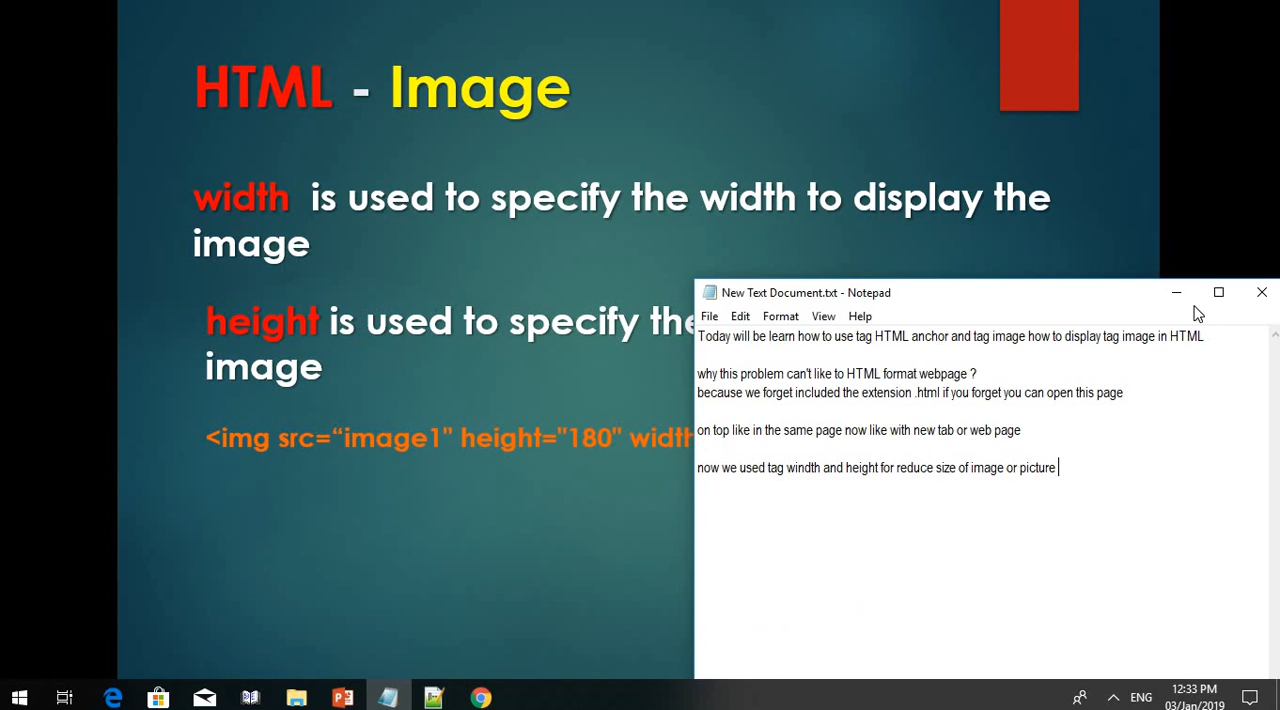 HTML - Image
width is used to specify the width to display the
image
height is used to specify the
image
<img src=“image1" height="180" width
New Text Document.txt - Notepad
File Edit Format View Help
Today will be learn how to use tag HTML anchor and tag image how to display tag image in HTML
why this problem can't like to HTML format webpage ?
because we forget included the extension .html if you forget you can open this page
on top like in the same page now like with new tab or web page
now we used tag windth and height for reduce size of image or picture
ENG
12:33 PM
03/Jan/2019